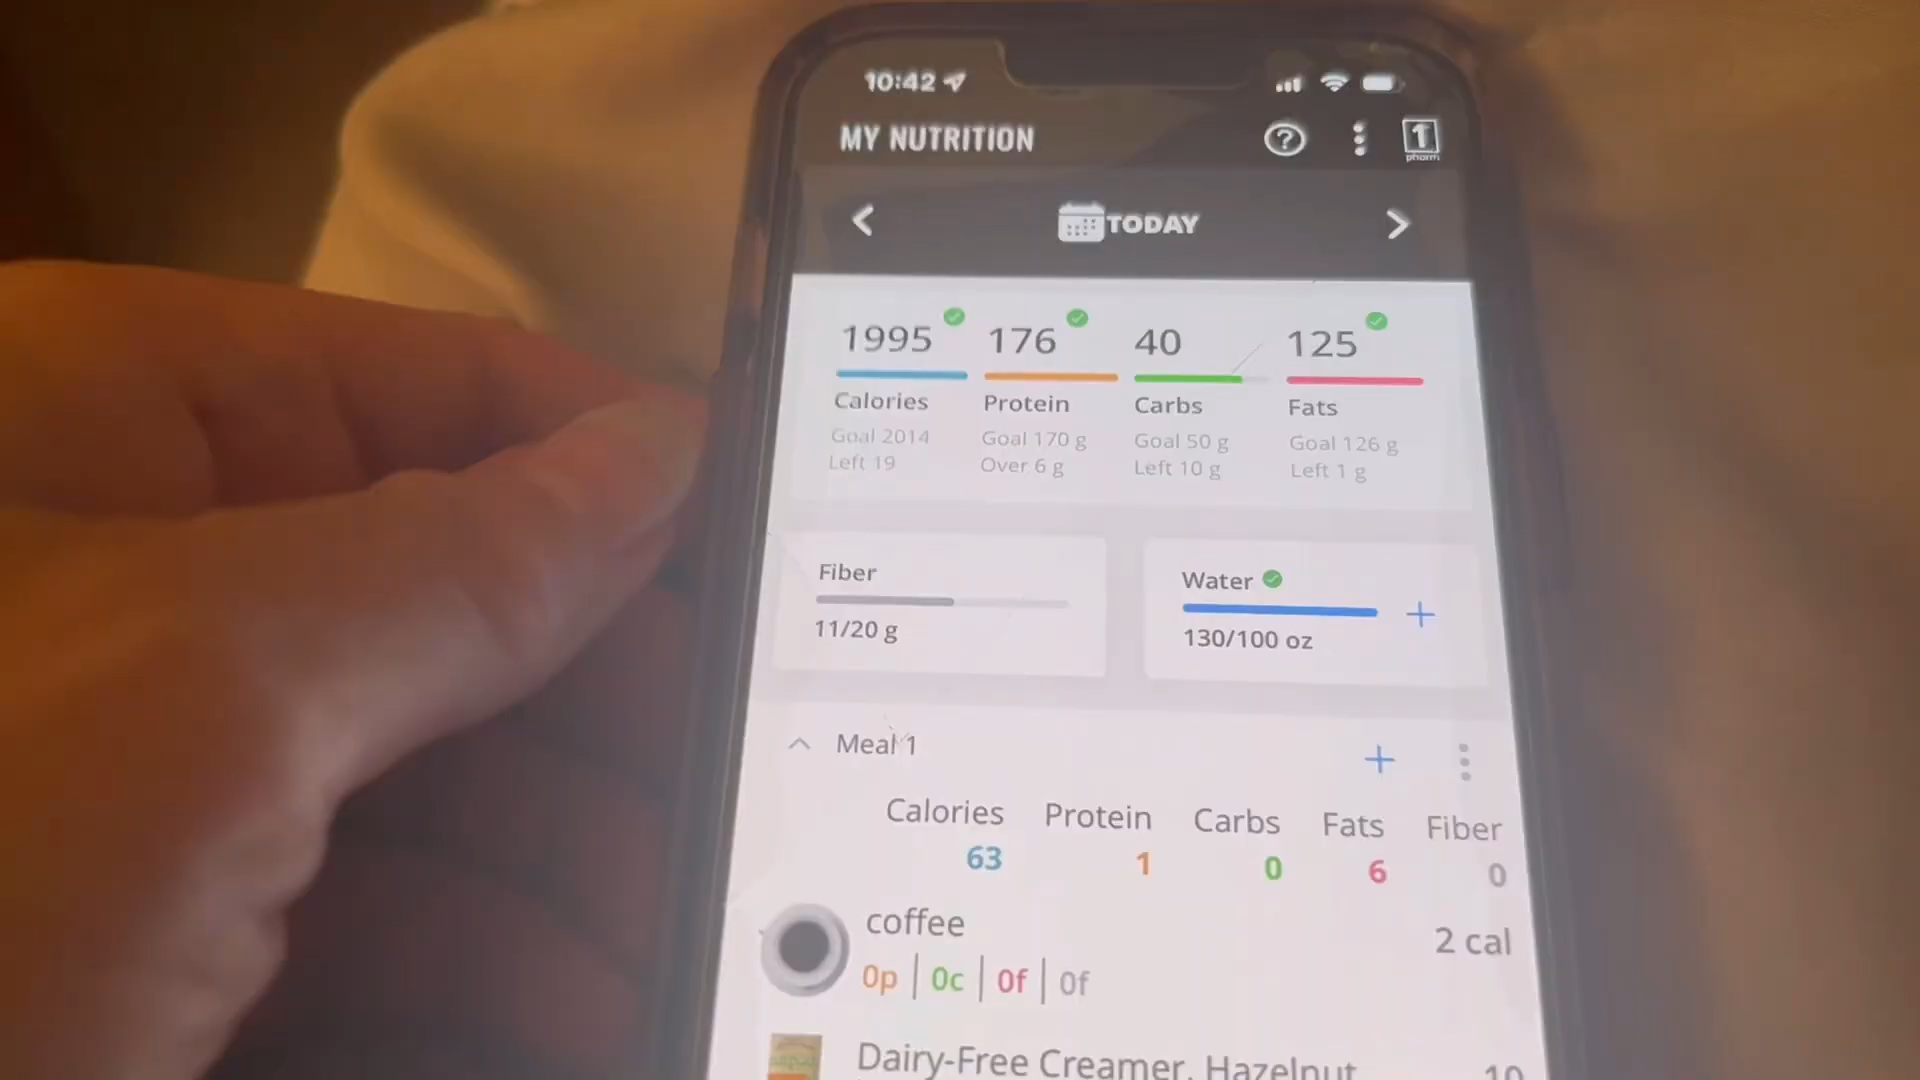 10:42
MY NUTRITION
?
1
phorm
TODAY
1995 176 40 125
Calories Protein Carbs Fats
Goal 2014 Goal 170 g Goal 50 g Goal 126 g
Left 19 Over 6 g Left 10 g Left 1 g
Fiber
11/20 g
Water
130/100 oz
Meal 1
Calories Protein Carbs Fats Fiber
63 1 0 6 0
coffee
2 cal
0p | 0c | 0f | 0f
Dairy-Free Creamer, Hazelnut
10